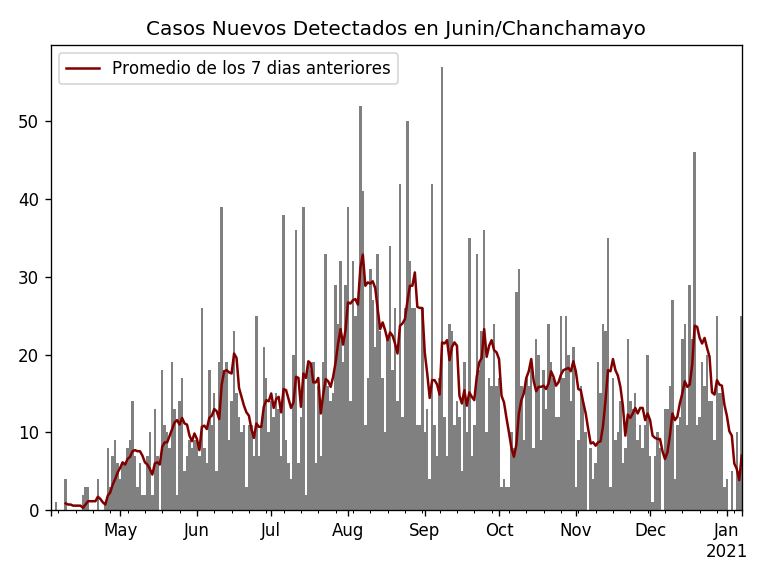 Casos Nuevos Detectados en Junin/Chanchamayo
Promedio de los 7 dias anteriores
50
40
30
20
10
0
May Jun Jul Aug Sep Oct Nov Dec Jan
2021